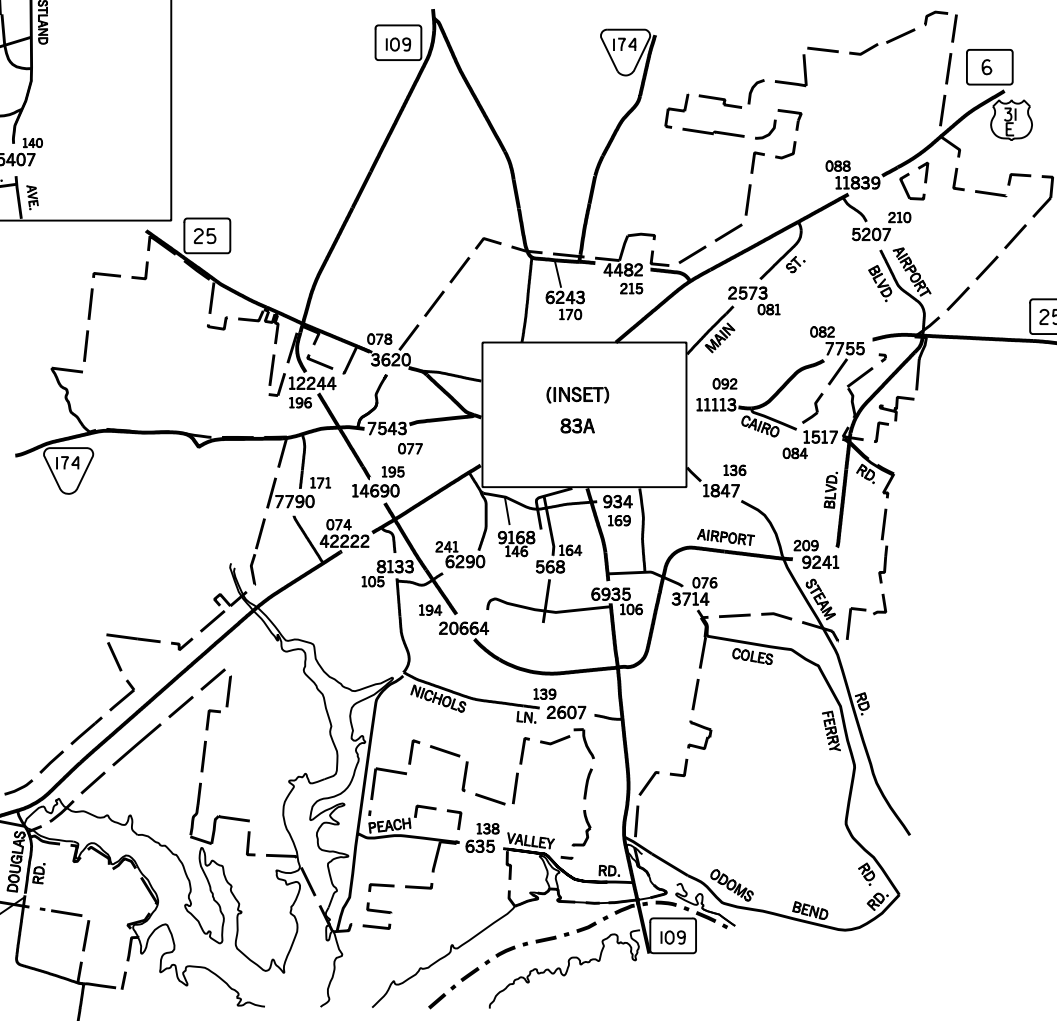 STLAND
109
174
6
31
E
140
5407
AVE.
088
11839
210
5207
AIRPORT
BLVD.
25
4482
215
ST.
6243
170
2573
081
MAIN
25
078
3620
082
7755
12244
196
(INSET)
83A
092
11113
CAIRO
7543
077
1517
084
174
195
14690
136
1847
RD.
171
7790
BLVD.
934
169
074
42222
9168
146
AIRPORT
209
9241
241
6290
164
568
8133
105
076
3714
6935
106
STEAM
194
20664
COLES
NICHOLS
139
LN.
2607
RD.
FERRY
PEACH
138
635
VALLEY
DOUGLAS
RD.
RD.
ODOMS
BEND
RD.
RD.
109